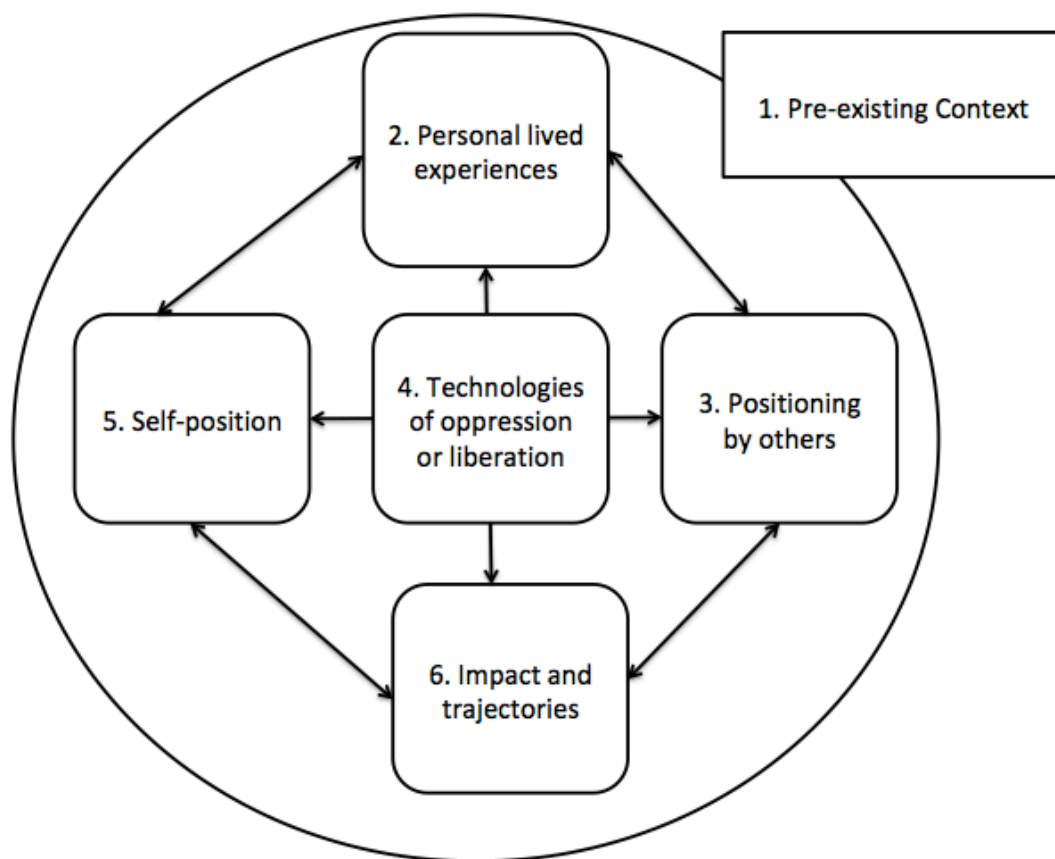 1. Pre-existing Context
2. Personal lived
experiences
5. Self-position
4. Technologies
of oppression
or liberation
3. Positioning
by others
6. Impact and
trajectories